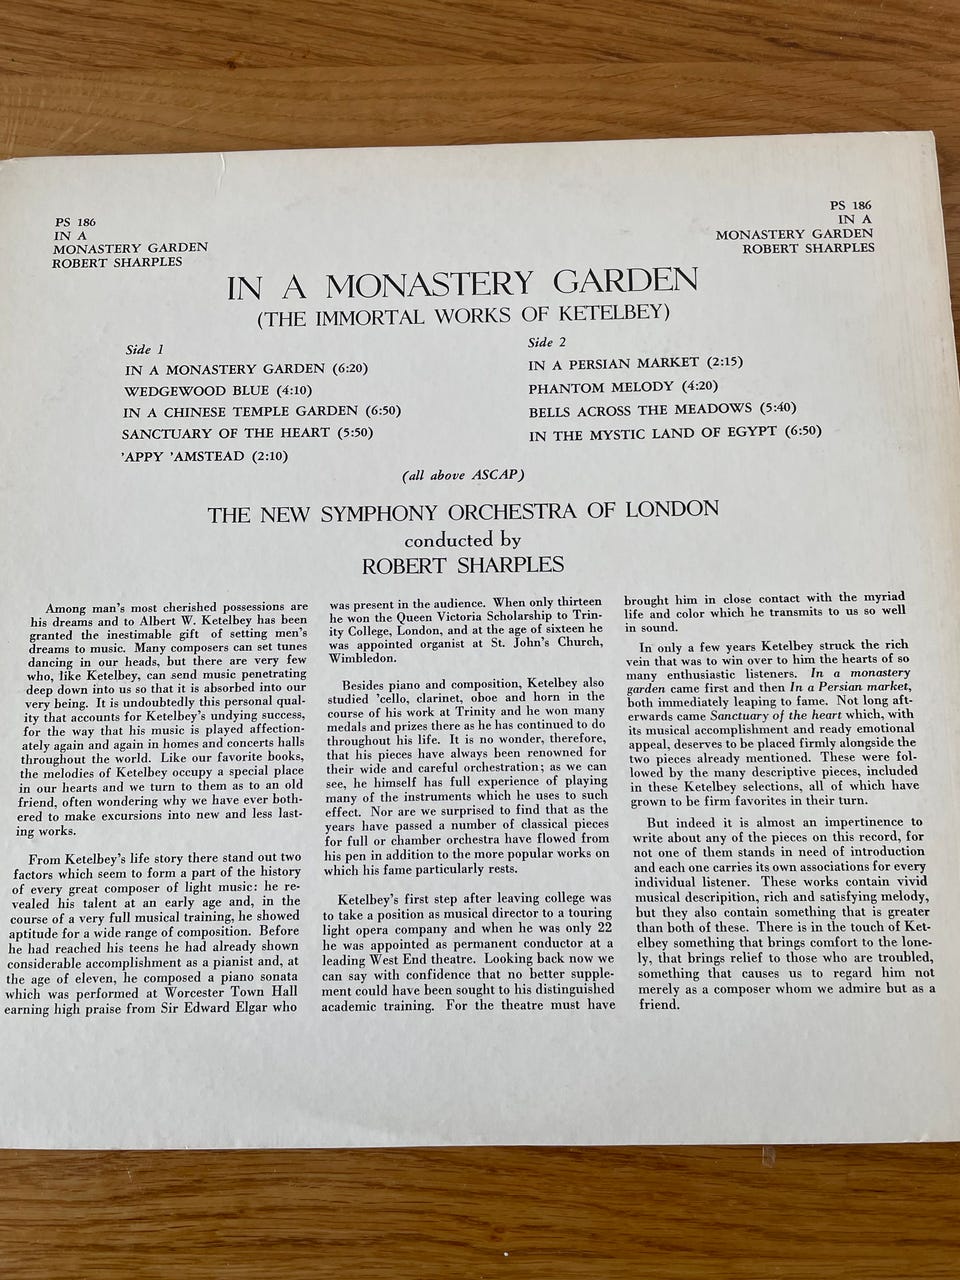 PS 186
IN A
MONASTERY GARDEN
ROBERT SHARPLES
PS 186
IN A
MONASTERY GARDEN
ROBERT SHARPLES
IN A MONASTERY GARDEN
(THE IMMORTAL WORKS OF KETELBEY)
Side 1
IN A MONASTERY GARDEN (6:20)
WEDGEWOOD BLUE (4:10)
IN A CHINESE TEMPLE GARDEN (6:50)
SANCTUARY OF THE HEART (5:50)
'APPY 'AMSTEAD (2:10)
Side 2
IN A PERSIAN MARKET (2:15)
PHANTOM MELODY (4:20)
BELLS ACROSS THE MEADOWS (5:40)
IN THE MYSTIC LAND OF EGYPT (6:50)
(all above ASCAP)
THE NEW SYMPHONY ORCHESTRA OF LONDON
conducted by
ROBERT SHARPLES
Among man's most cherished possessions are
his dreams and to Albert W. Ketelbey has been
granted the inestimable gift of setting men's
dreams to music. Many composers can set tunes
dancing in our heads, but there are very few
who, like Ketelbey, can send music penetrating
deep down into us so that it is absorbed into our
very being. It is undoubtedly this personal qual-
ity that accounts for Ketelbey's undying success,
for the way that his music is played affection-
ately again and again in homes and concerts halls
throughout the world. Like our favorite books,
the melodies of Ketelbey occupy a special place
in our hearts and we turn to them as to an old
friend, often wondering why we have ever both-
ered to make excursions into new and less last-
ing works.
From Ketelbey's life story there stand out two
factors which seem to form a part of the history
of every great composer of light music: he re-
vealed his talent at an early age and, in the
course of a very full musical training, he showed
aptitude for a wide range of composition. Before
he had reached his teens he had already shown
considerable accomplishment as a pianist and, at
the age of eleven, he composed a piano sonata
which was performed at Worcester Town Hall
earning high praise from Sir Edward Elgar who
was present in the audience. When only thirteen
he won the Queen Victoria Scholarship to Trin-
ity College, London, and at the age of sixteen he
was appointed organist at St. John's Church,
Wimbledon.
Besides piano and composition, Ketelbey also
studied 'cello, clarinet, oboe and horn in the
course of his work at Trinity and he won many
medals and prizes there as he has continued to do
throughout his life. It is no wonder, therefore,
that his pieces have always been renowned for
their wide and careful orchestration; as we can
see, he himself has full experience of playing
many of the instruments which he uses to such
effect. Nor are we surprised to find that as the
years have passed a number of classical pieces
for full or chamber orchestra have flowed from
his pen in addition to the more popular works on
which his fame particularly rests.
Ketelbey's first step after leaving college was
to take a position as musical director to a touring
light opera company and when he was only 22
he was appointed as permanent conductor at a
leading West End theatre. Looking back now we
can say with confidence that no better supple-
ment could have been sought to his distinguished
academic training. For the theatre must have
brought him in close contact with the myriad
life and color which he transmits to us so well
in sound.
In only a few years Ketelbey struck the rich
vein that was to win over to him the hearts of so
many enthusiastic listeners. In a monastery
garden came first and then In a Persian market,
both immediately leaping to fame. Not long aft-
erwards came Sanctuary of the heart which, with
its musical accomplishment and ready emotional
appeal, deserves to be placed firmly alongside the
two pieces already mentioned. These were fol-
lowed by the many descriptive pieces, included
in these Ketelbey selections, all of which have
grown to be firm favorites in their turn.
But indeed it is almost an impertinence to
write about any of the pieces on this record, for
not one of them stands in need of introduction
and each one carries its own associations for every
individual listener. These works contain vivid
musical descripition, rich and satisfying melody,
but they also contain something that is greater
than both of these. There is in the touch of Ket-
elbey something that brings comfort to the lone-
ly, that brings relief to those who are troubled,
something that causes us to regard him not
merely as a composer whom we admire but as a
friend.